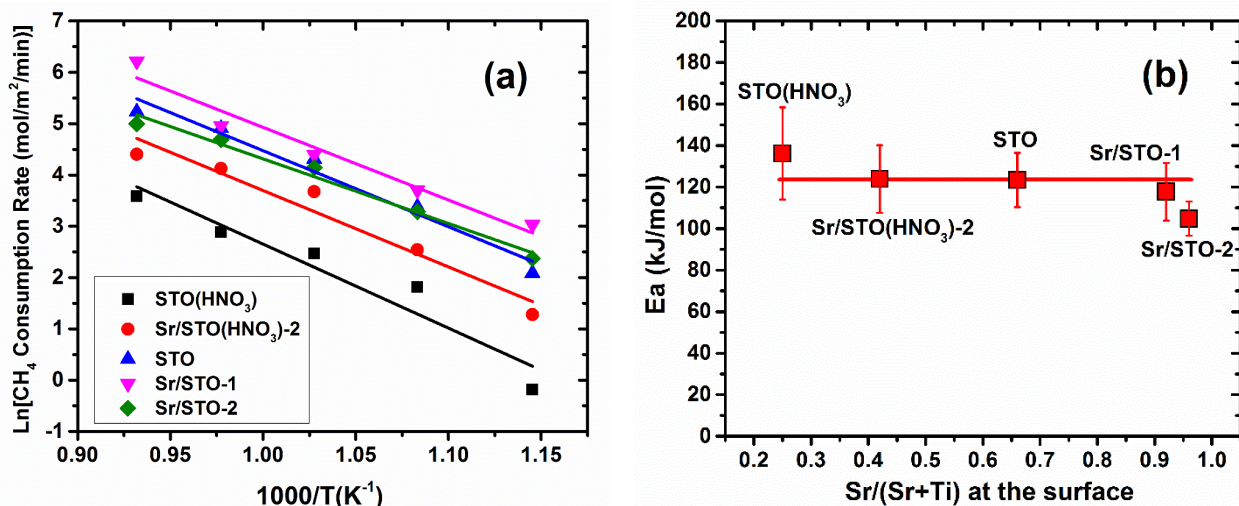 (a)
Ln[CH₄ Consumption Rate (mol/m²/min)]
7
6
5
4
3
2
1
0
-1
STO(HNO₃)
Sr/STO(HNO₃)-2
STO
Sr/STO-1
Sr/STO-2
0.90 0.95 1.00 1.05 1.10 1.15
1000/T(K⁻¹)
(b)
Ea (kJ/mol)
200
180
160
140
120
100
80
60
40
20
0
STO(HNO₃)
Sr/STO(HNO₃)-2
STO
Sr/STO-1
Sr/STO-2
0.2 0.3 0.4 0.5 0.6 0.7 0.8 0.9 1.0
Sr/(Sr+Ti) at the surface